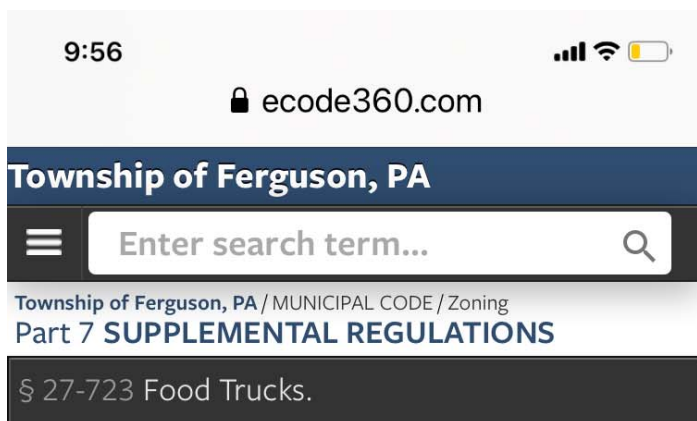 9:56
ecode360.com
Township of Ferguson, PA
Enter search term...
Township of Ferguson, PA / MUNICIPAL CODE / Zoning
Part 7 SUPPLEMENTAL REGULATIONS
§ 27-723 Food Trucks.